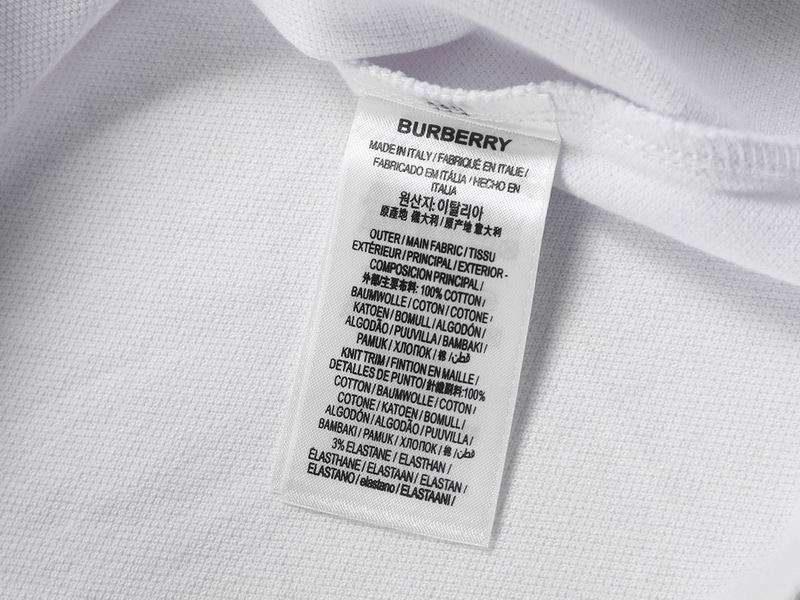 BURBERRY
MADE IN ITALY / FABRIQUÉ EN ITALIE /
FABRICADO EM ITÁLIA / HECHO EN
ITALIA
원산지:이탈리아
原產地 義大利 / 原产地 意大利
OUTER / MAIN FABRIC / TISSU
EXTÉRIEUR / PRINCIPAL / EXTERIOR -
COMPOSICION PRINCIPAL /
外層/主要布料: 100% COTTON /
BAUMWOLLE / COTON / COTONE /
KATOEN / BOMULL / ALGODÓN /
ALGODÃO / PUUVILLA / BAMBAKI /
PAMUK / ХЛОПОК / 棉 / قطن/
KNIT TRIM / FINTION EN MAILLE /
DETALLES DE PUNTO/ 針織副料:100%
COTTON / BAUMWOLLE / COTON /
COTONE / KATOEN / BOMULL /
ALGODÓN / ALGODÃO / PUUVILLA /
BAMBAKI / PAMUK / ХЛОПОК / 棉 / قطن/
3% ELASTANE / ELASTHAN /
ÉLASTHANE / ELASTAAN / ELASTAN /
ELASTANO / elastano / ELASTAANI /